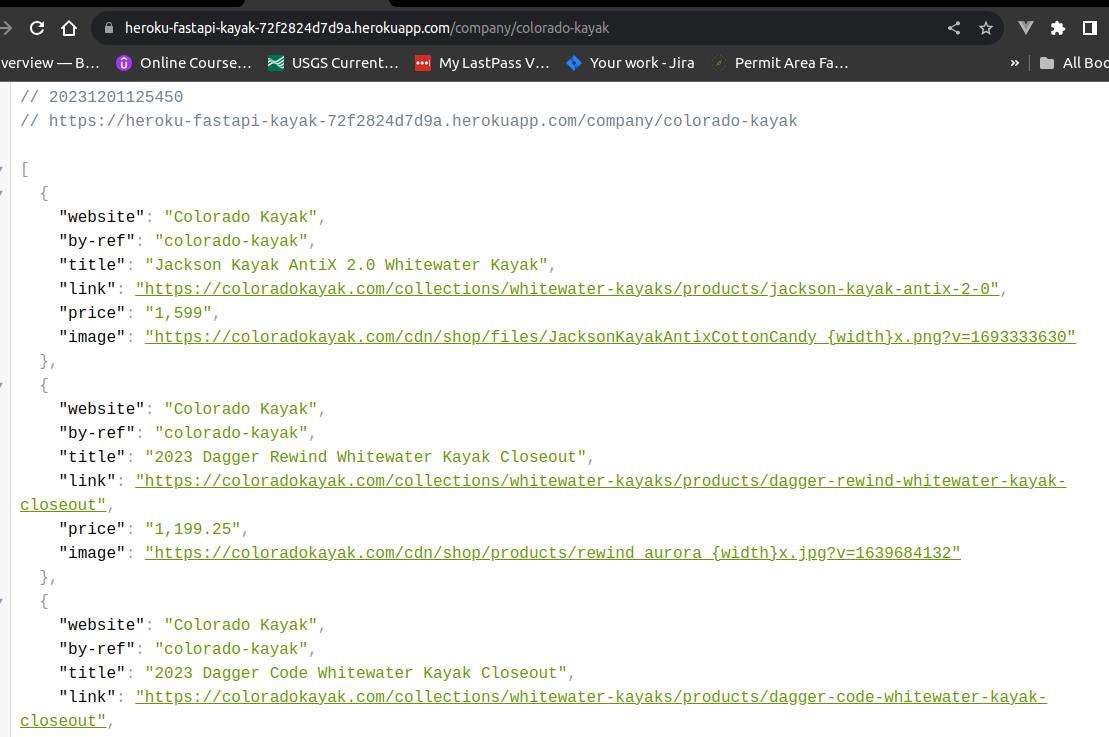 heroku-fastapi-kayak-72f2824d7d9a.herokuapp.com/company/colorado-kayak
verview — B... Online Course... USGS Current... My LastPass V... Your work - Jira Permit Area Fa... » All Boo
// 20231201125450
// https://heroku-fastapi-kayak-72f2824d7d9a.herokuapp.com/company/colorado-kayak
[
{
"website": "Colorado Kayak",
"by-ref": "colorado-kayak",
"title": "Jackson Kayak AntiX 2.0 Whitewater Kayak",
"link": "https://coloradokayak.com/collections/whitewater-kayaks/products/jackson-kayak-antix-2-0",
"price": "1,599",
"image": "https://coloradokayak.com/cdn/shop/files/JacksonKayakAntixCottonCandy_{width}x.png?v=1693333630"
},
{
"website": "Colorado Kayak",
"by-ref": "colorado-kayak",
"title": "2023 Dagger Rewind Whitewater Kayak Closeout",
"link": "https://coloradokayak.com/collections/whitewater-kayaks/products/dagger-rewind-whitewater-kayak-
closeout",
"price": "1,199.25",
"image": "https://coloradokayak.com/cdn/shop/products/rewind_aurora_{width}x.jpg?v=1639684132"
},
{
"website": "Colorado Kayak",
"by-ref": "colorado-kayak",
"title": "2023 Dagger Code Whitewater Kayak Closeout",
"link": "https://coloradokayak.com/collections/whitewater-kayaks/products/dagger-code-whitewater-kayak-
closeout",